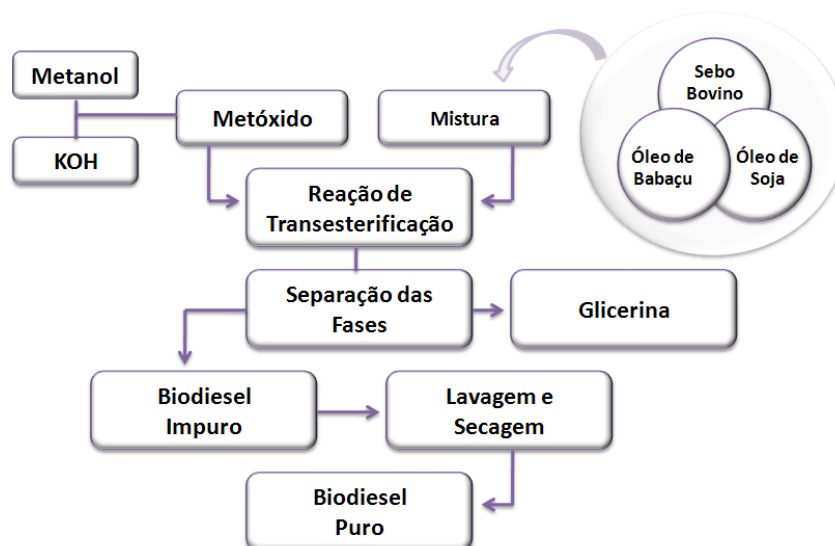 Metanol
KOH
Metóxido
Mistura
Sebo
Bovino
Óleo de
Babaçu
Óleo de
Soja
Reação de
Transesterificação
Separação das
Fases
Glicerina
Biodiesel
Impuro
Lavagem e
Secagem
Biodiesel
Puro